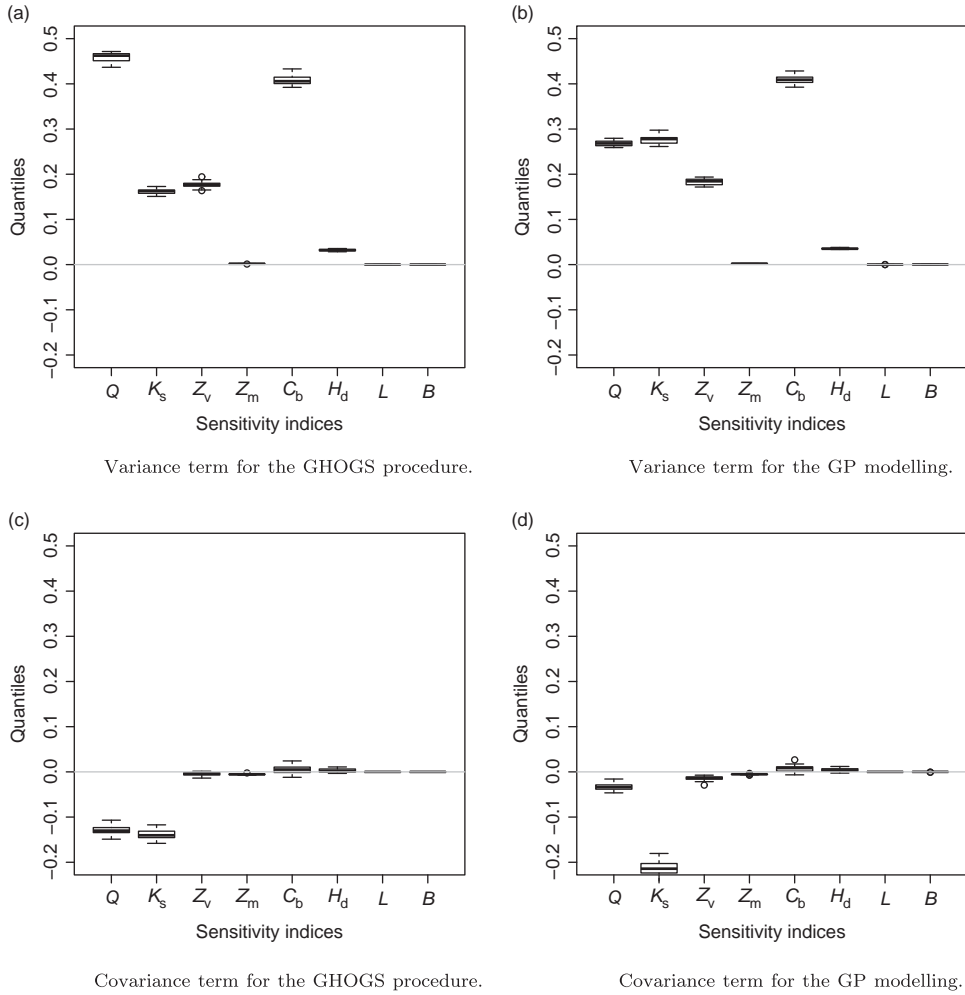 (a)
(b)
Quantiles
0.5
0.4
0.3
0.2
0.1
0.0
−0.1
−0.2
Q Ks Zv Zm Cb Hd L B
Sensitivity indices
Variance term for the GHOGS procedure.
Quantiles
0.5
0.4
0.3
0.2
0.1
0.0
−0.1
−0.2
Q Ks Zv Zm Cb Hd L B
Sensitivity indices
Variance term for the GP modelling.
(c)
(d)
Quantiles
0.5
0.4
0.3
0.2
0.1
0.0
−0.1
−0.2
Q Ks Zv Zm Cb Hd L B
Sensitivity indices
Covariance term for the GHOGS procedure.
Quantiles
0.5
0.4
0.3
0.2
0.1
0.0
−0.1
−0.2
Q Ks Zv Zm Cb Hd L B
Sensitivity indices
Covariance term for the GP modelling.